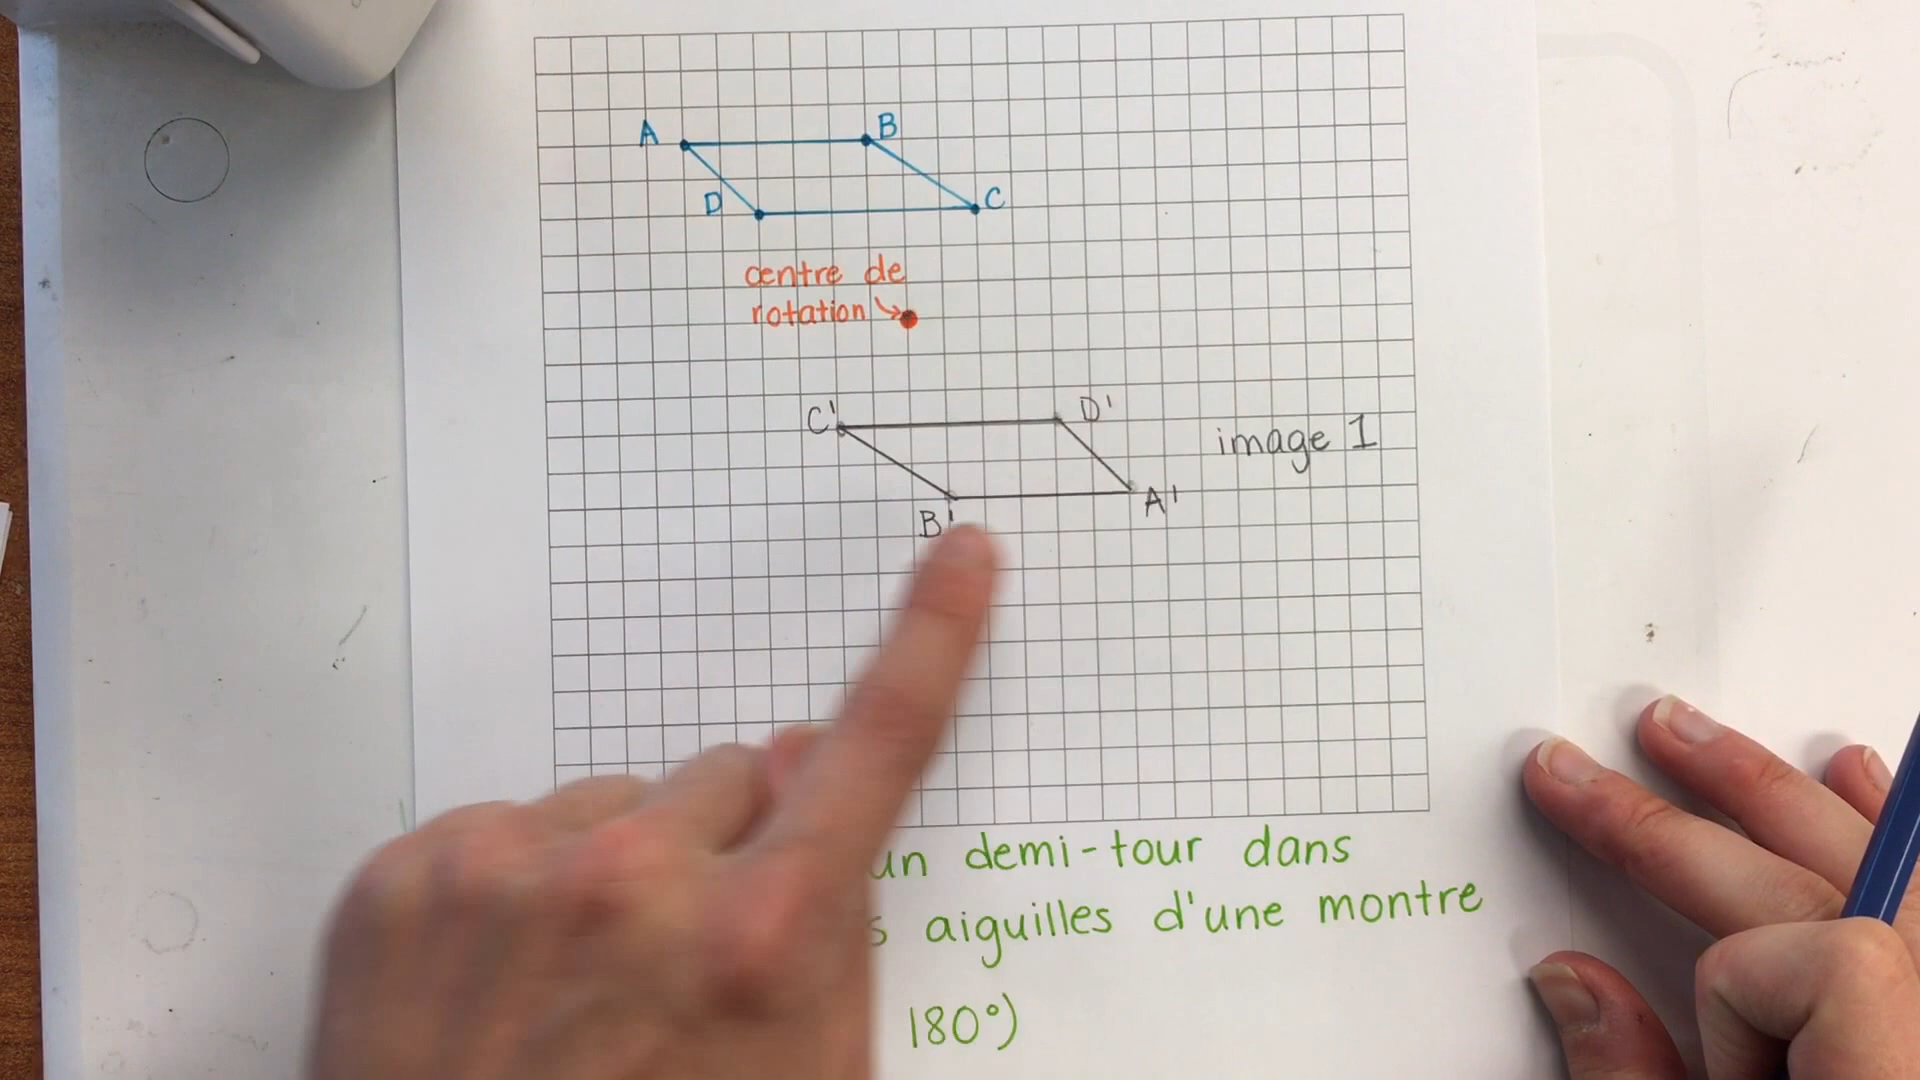 A
B
D
C
centre de
rotation
C'
D'
image 1
B'
A'
un demi-tour dans
aiguilles d'une montre
180°)